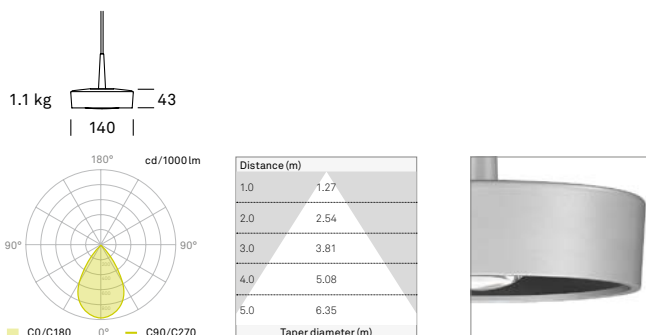 1.1 kg
43
140
180°
cd/1000 lm
90°
90°
C0/C180
0°
C90/C270
Distance (m)
1.0 1.27
2.0 2.54
3.0 3.81
4.0 5.08
5.0 6.35
Taper diameter (m)